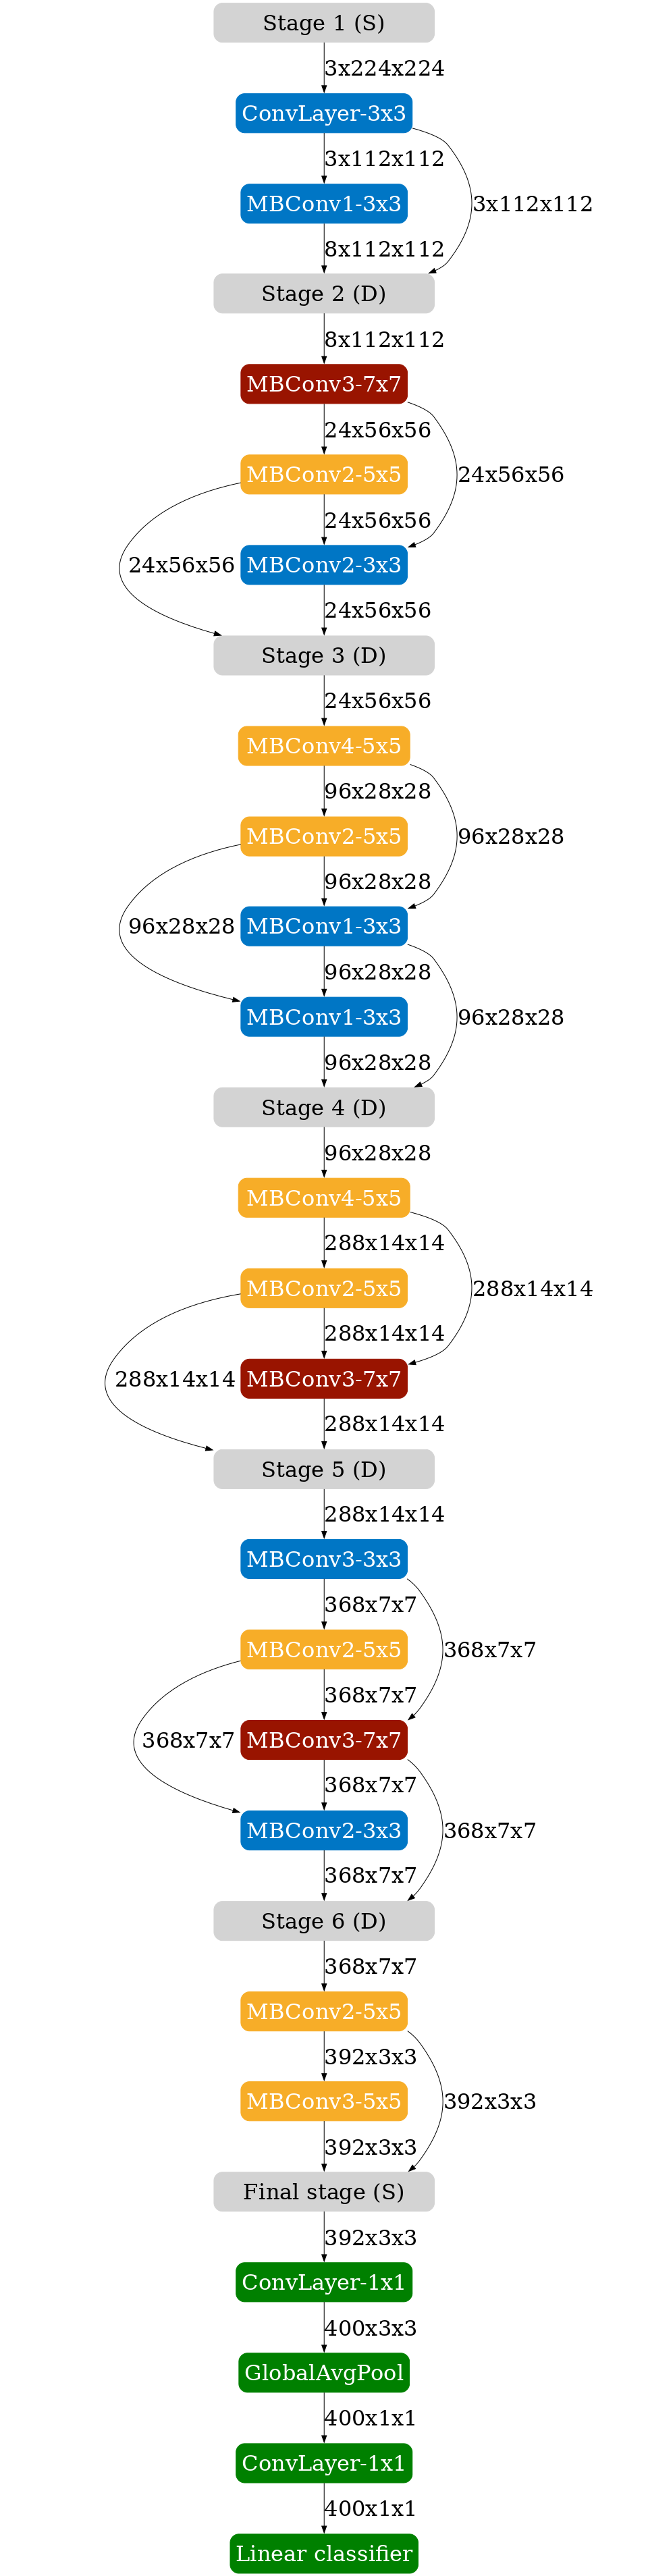 Stage 1 (S)
3x224x224
ConvLayer-3x3
3x112x112
MBConv1-3x3
3x112x112
8x112x112
Stage 2 (D)
8x112x112
MBConv3-7x7
24x56x56
MBConv2-5x5
24x56x56
24x56x56
MBConv2-3x3
24x56x56
24x56x56
Stage 3 (D)
24x56x56
MBConv4-5x5
96x28x28
MBConv2-5x5
96x28x28
96x28x28
MBConv1-3x3
96x28x28
96x28x28
MBConv1-3x3
96x28x28
96x28x28
Stage 4 (D)
96x28x28
MBConv4-5x5
288x14x14
MBConv2-5x5
288x14x14
288x14x14
MBConv3-7x7
288x14x14
288x14x14
Stage 5 (D)
288x14x14
MBConv3-3x3
368x7x7
MBConv2-5x5
368x7x7
368x7x7
MBConv3-7x7
368x7x7
368x7x7
MBConv2-3x3
368x7x7
368x7x7
Stage 6 (D)
368x7x7
MBConv2-5x5
392x3x3
MBConv3-5x5
392x3x3
392x3x3
Final stage (S)
392x3x3
ConvLayer-1x1
400x3x3
GlobalAvgPool
400x1x1
ConvLayer-1x1
400x1x1
Linear classifier